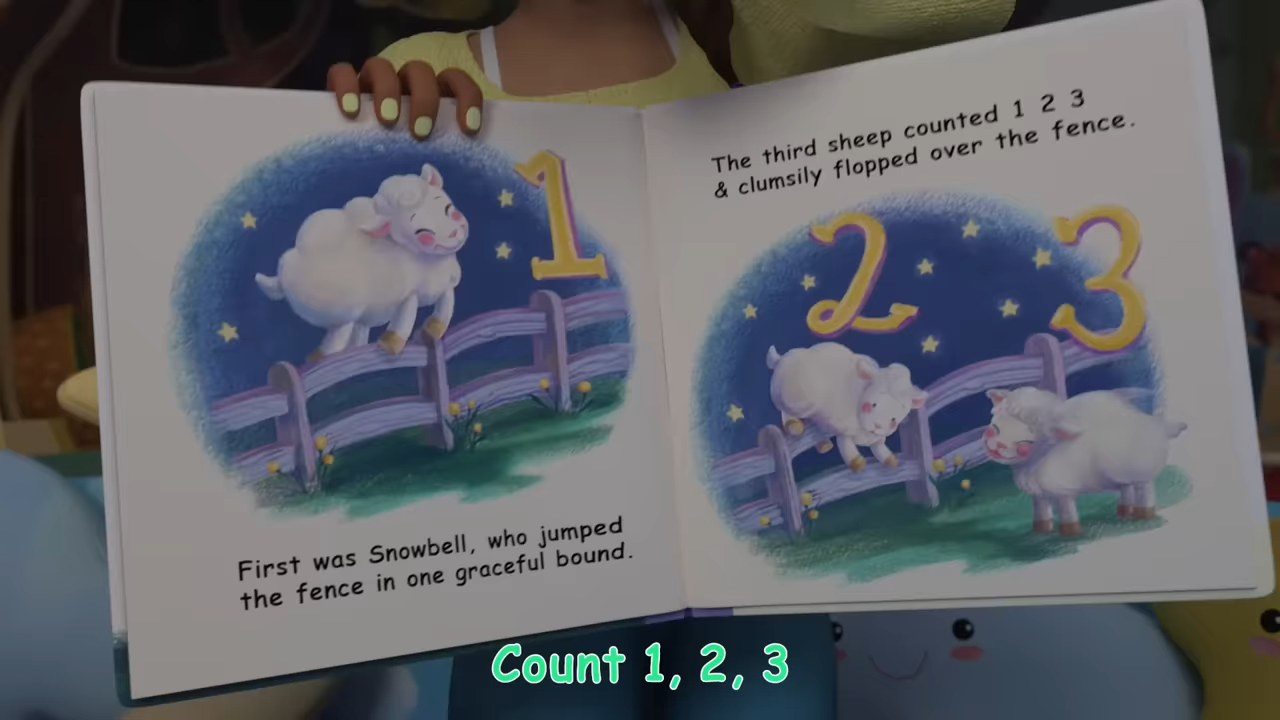 1
First was Snowbell, who jumped
the fence in one graceful bound.
The third sheep counted 1 2 3
& clumsily flopped over the fence.
2
3
Count 1, 2, 3